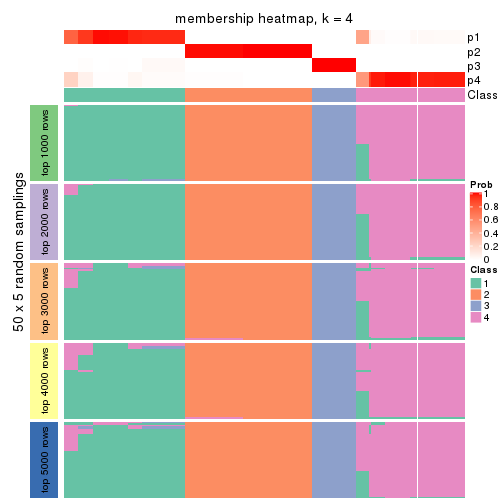 membership heatmap, k = 4
p1
p2
p3
p4
Class
50 x 5 random samplings
top 1000 rows
top 2000 rows
top 3000 rows
top 4000 rows
top 5000 rows
Prob
1
0.8
0.6
0.4
0.2
0
Class
1
2
3
4